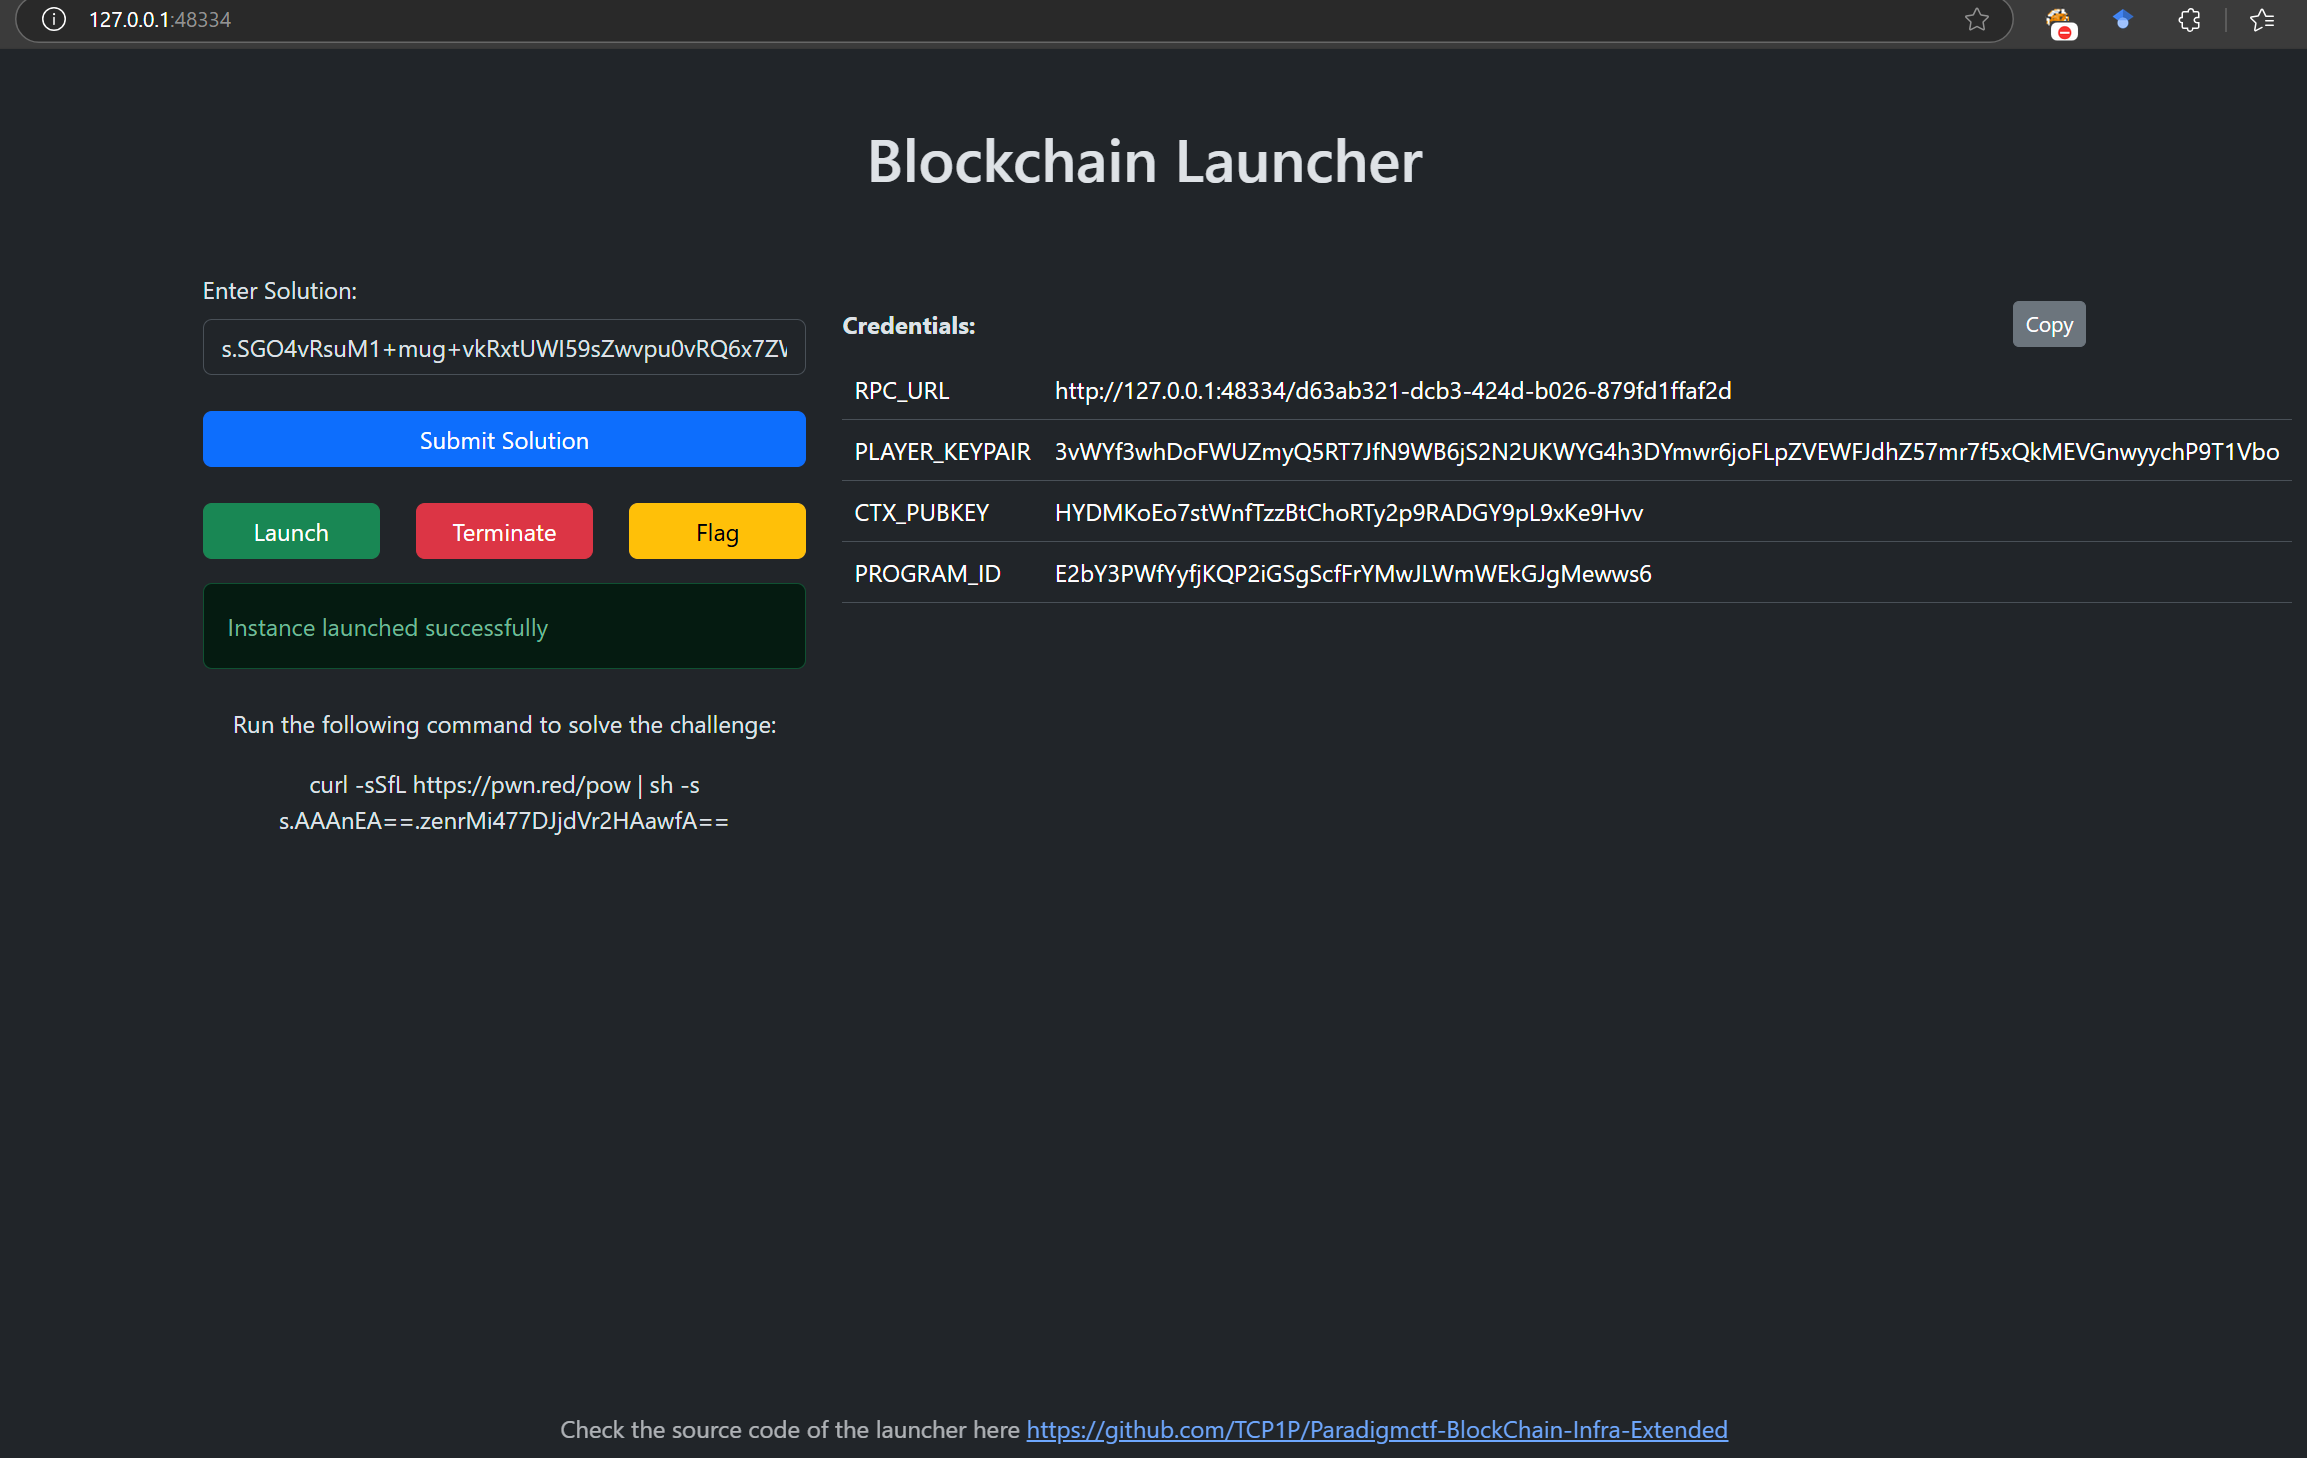 127.0.0.1:48334
Blockchain Launcher
Enter Solution:
s.SGO4vRsuM1+mug+vkRxtUWI59sZwvpu0vRQ6x7ZV
Submit Solution
Launch
Terminate
Flag
Instance launched successfully
Run the following command to solve the challenge:
curl -sSfL https://pwn.red/pow | sh -s
s.AAAnEA==.zenrMi477DJjdVr2HAawfA==
Credentials:
Copy
RPC_URL http://127.0.0.1:48334/d63ab321-dcb3-424d-b026-879fd1ffaf2d
PLAYER_KEYPAIR 3vWYf3whDoFWUZmyQ5RT7JfN9WB6jS2N2UKWYG4h3DYmwr6joFLpZVEWFJdhZ57mr7f5xQkMEVGnwyychP9T1Vbo
CTX_PUBKEY HYDMKoEo7stWnfTzzBtChoRTy2p9RADGY9pL9xKe9Hvv
PROGRAM_ID E2bY3PWfYyfjKQP2iGSgScfFrYMwJLWmWEkGJgMewws6
Check the source code of the launcher here https://github.com/TCP1P/Paradigmctf-BlockChain-Infra-Extended